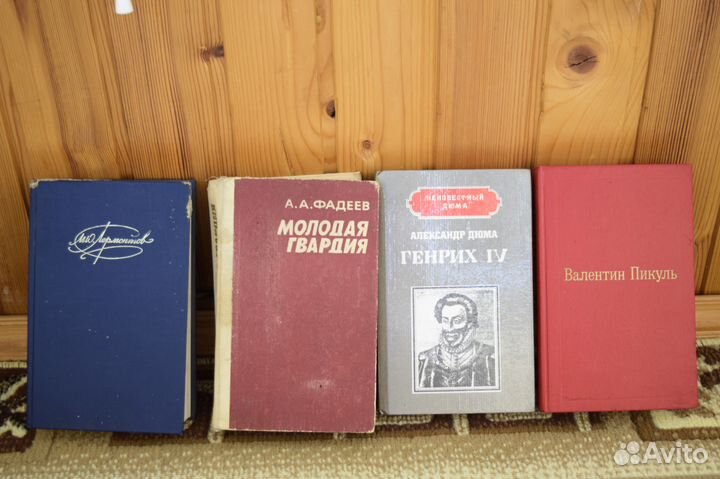 М.Ю. Лермонтов
А. А. ФАДЕЕВ
МОЛОДАЯ
ГВАРДИЯ
НЕИЗВЕСТНЫЙ
ДЮМА
АЛЕКСАНДР ДЮМА
ГЕНРИХ IV
Валентин Пикуль
Avito